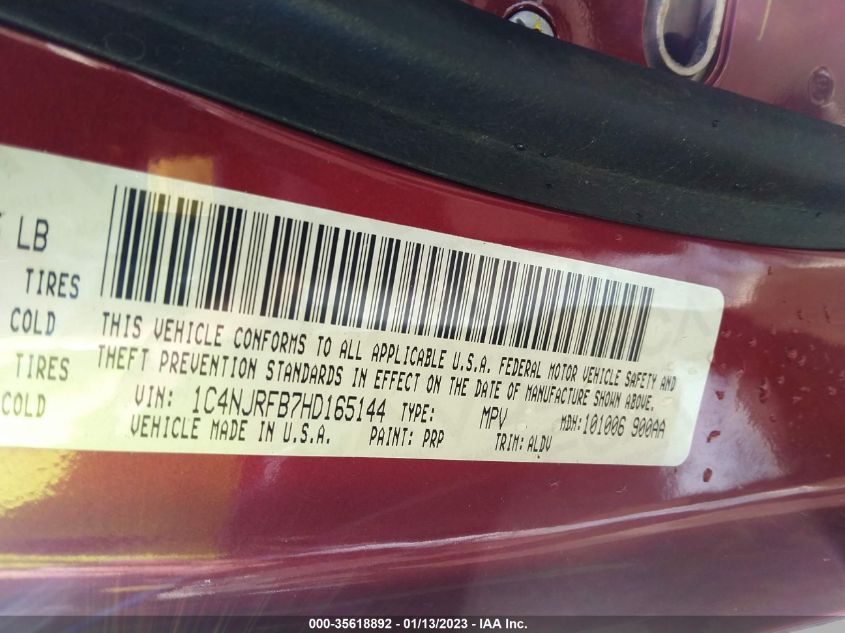 LB
TIRES
COLD
TIRES
COLD
THIS VEHICLE CONFORMS TO ALL APPLICABLE U.S.A. FEDERAL MOTOR VEHICLE SAFETY AND
THEFT PREVENTION STANDARDS IN EFFECT ON THE DATE OF MANUFACTURE SHOWN ABOVE.
VIN: 1C4NJRFB7HD165144 TYPE: MPV MDH:101006 900AA
VEHICLE MADE IN U.S.A. PAINT: PRP TRIM: ALDV
000-35618892 - 01/13/2023 - IAA Inc.